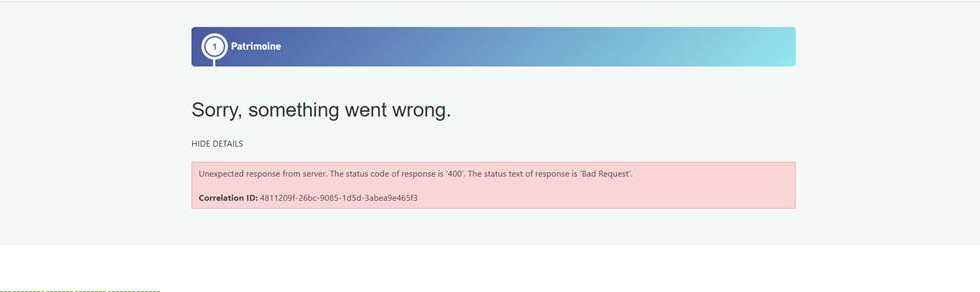 1 Patrimoine
Sorry, something went wrong.
HIDE DETAILS
Unexpected response from server. The status code of response is '400'. The status text of response is 'Bad Request'.
Correlation ID: 4811209f-26bc-9085-1d5d-3abea9e465f3